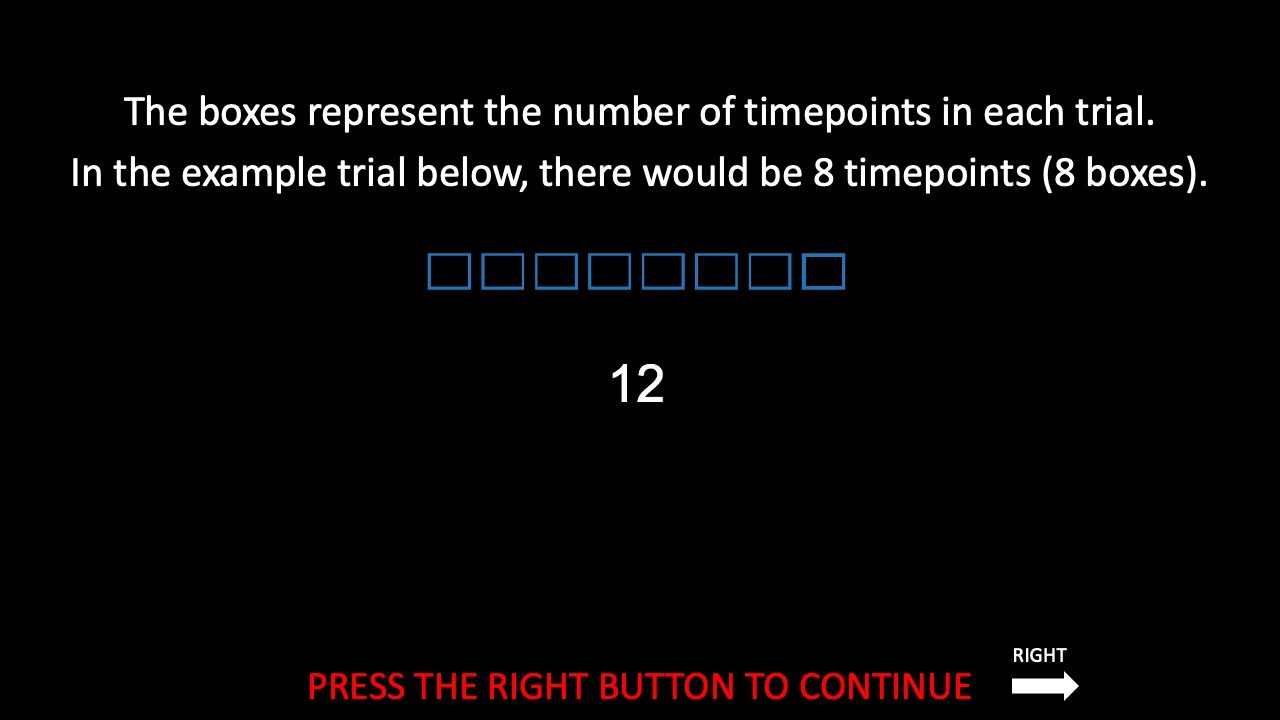 The boxes represent the number of timepoints in each trial.
In the example trial below, there would be 8 timepoints (8 boxes).
12
RIGHT
PRESS THE RIGHT BUTTON TO CONTINUE